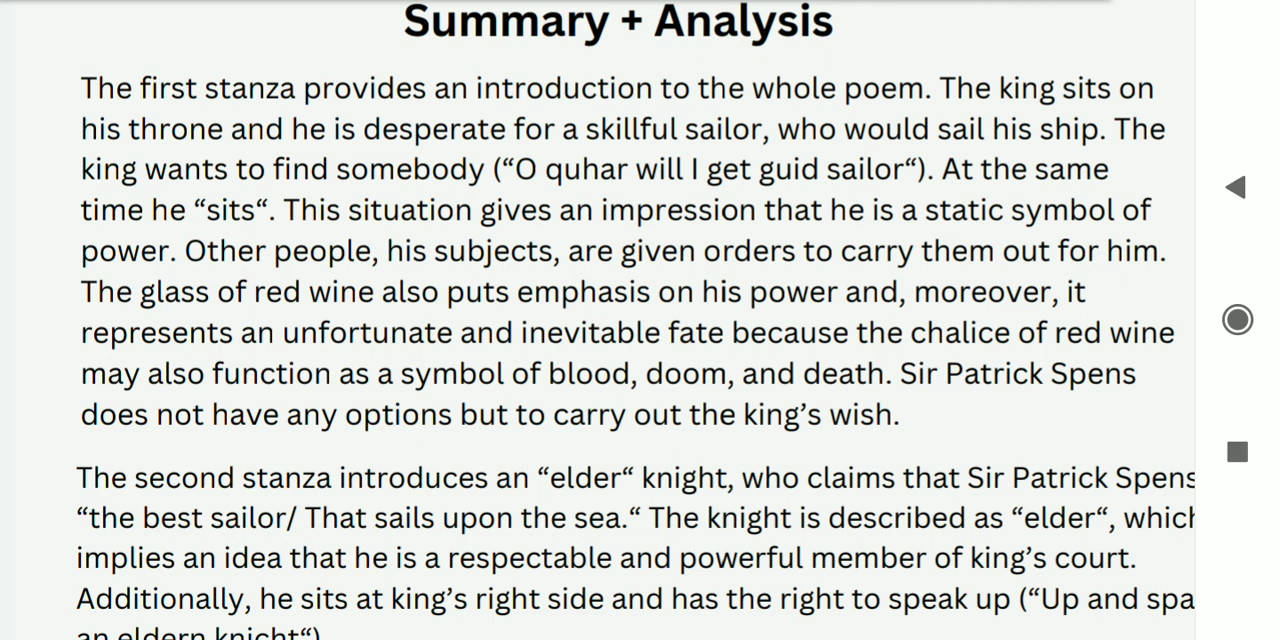 Summary + Analysis
The first stanza provides an introduction to the whole poem. The king sits on
his throne and he is desperate for a skillful sailor, who would sail his ship. The
king wants to find somebody (“O quhar will I get guid sailor“). At the same
time he “sits“. This situation gives an impression that he is a static symbol of
power. Other people, his subjects, are given orders to carry them out for him.
The glass of red wine also puts emphasis on his power and, moreover, it
represents an unfortunate and inevitable fate because the chalice of red wine
may also function as a symbol of blood, doom, and death. Sir Patrick Spens
does not have any options but to carry out the king’s wish.
The second stanza introduces an “elder“ knight, who claims that Sir Patrick Spens
“the best sailor/ That sails upon the sea.“ The knight is described as “elder“, which
implies an idea that he is a respectable and powerful member of king’s court.
Additionally, he sits at king’s right side and has the right to speak up (“Up and spa
an eldern knicht“)